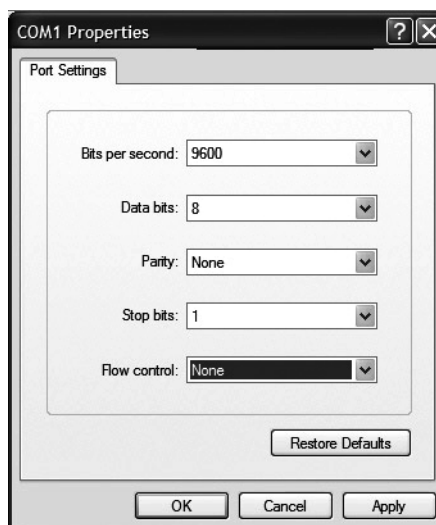 COM1 Properties
Port Settings
Bits per second: 9600
Data bits: 8
Parity: None
Stop bits: 1
Flow control: None
Restore Defaults
OK Cancel Apply